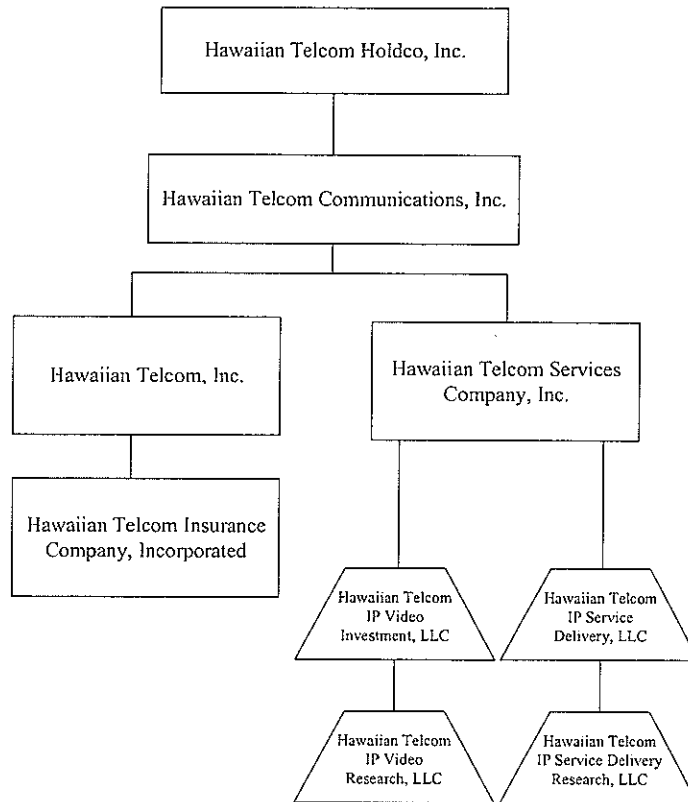 Hawaiian Telcom Holdco, Inc.
Hawaiian Telcom Communications, Inc.
Hawaiian Telcom, Inc.
Hawaiian Telcom Services
Company, Inc.
Hawaiian Telcom Insurance
Company, Incorporated
Hawaiian Telcom
IP Video
Investment, LLC
Hawaiian Telcom
IP Service
Delivery, LLC
Hawaiian Telcom
IP Video
Research, LLC
Hawaiian Telcom
IP Service Delivery
Research, LLC